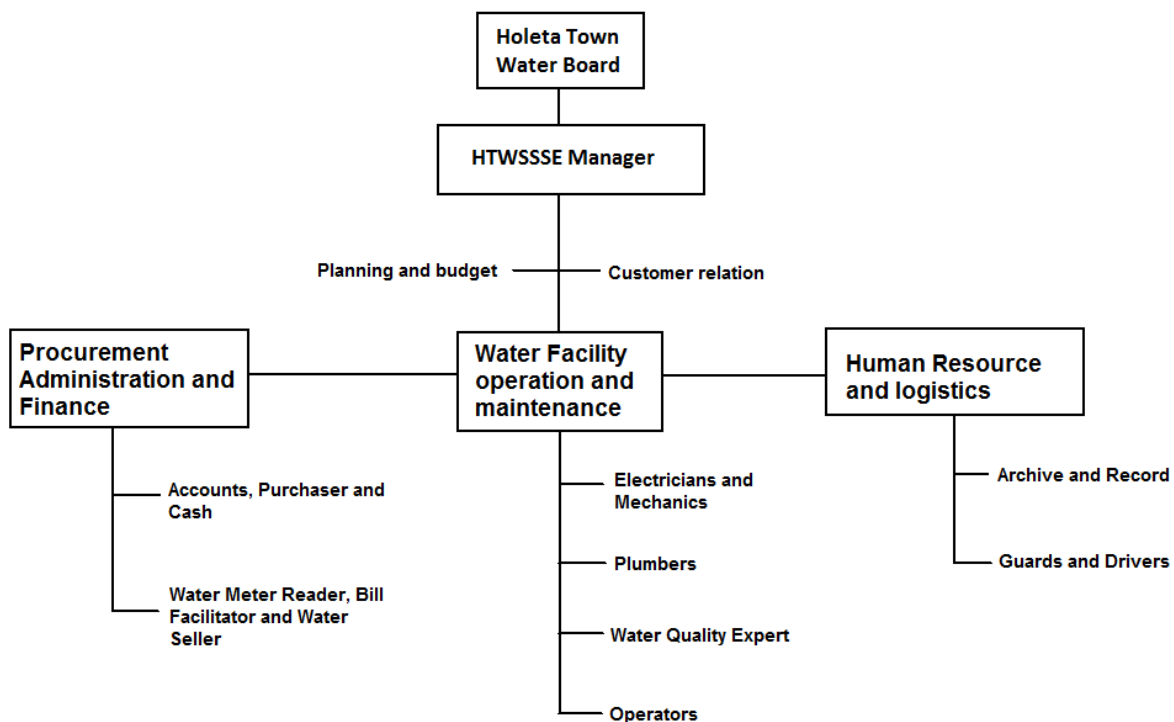 Holeta Town
Water Board
HTWSSSE Manager
Planning and budget
Customer relation
Procurement
Administration and
Finance
Water Facility
operation and
maintenance
Human Resource
and logistics
Accounts, Purchaser and
Cash
Water Meter Reader, Bill
Facilitator and Water
Seller
Electricians and
Mechanics
Plumbers
Water Quality Expert
Operators
Archive and Record
Guards and Drivers